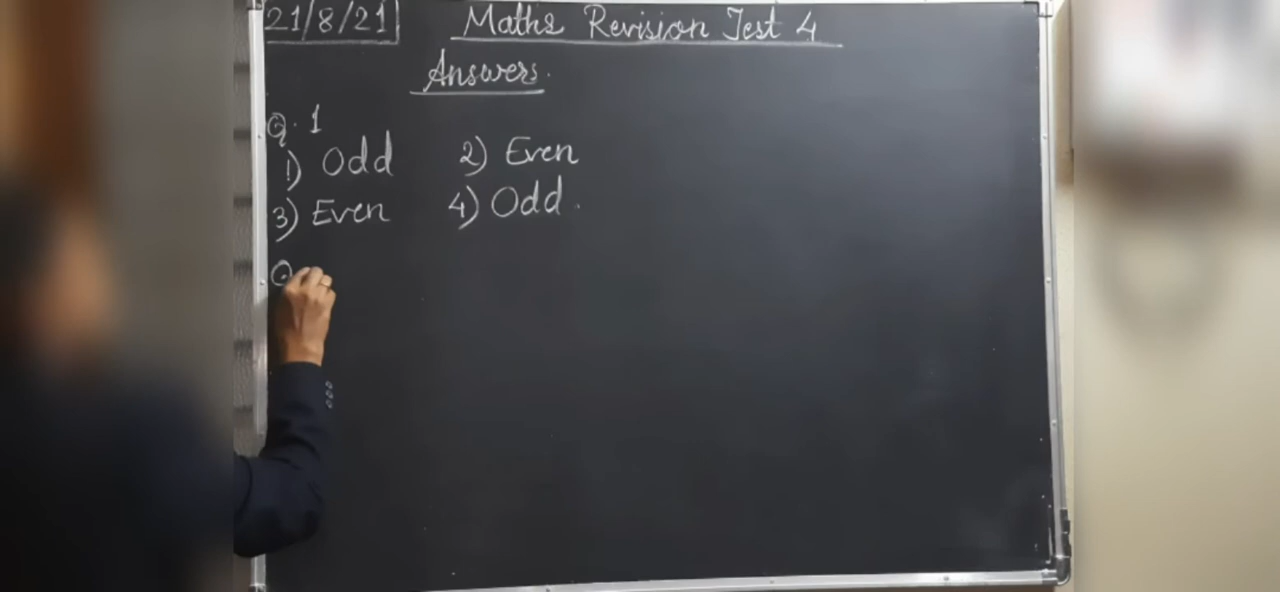 21/8/21 Maths Revision Test 4
Answers.
Q. 1
1) Odd 2) Even
3) Even 4) Odd.
Q